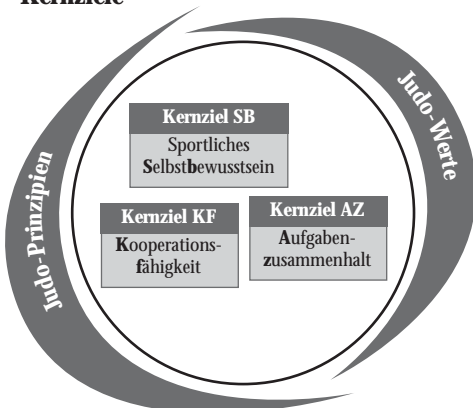 Kernziele
Judo-Werte
Kernziel SB
Sportliches
Selbstbewusstsein
Judo-Prinzipien
Kernziel KF
Kooperations-
fähigkeit
Kernziel AZ
Aufgaben-
zusammenhalt